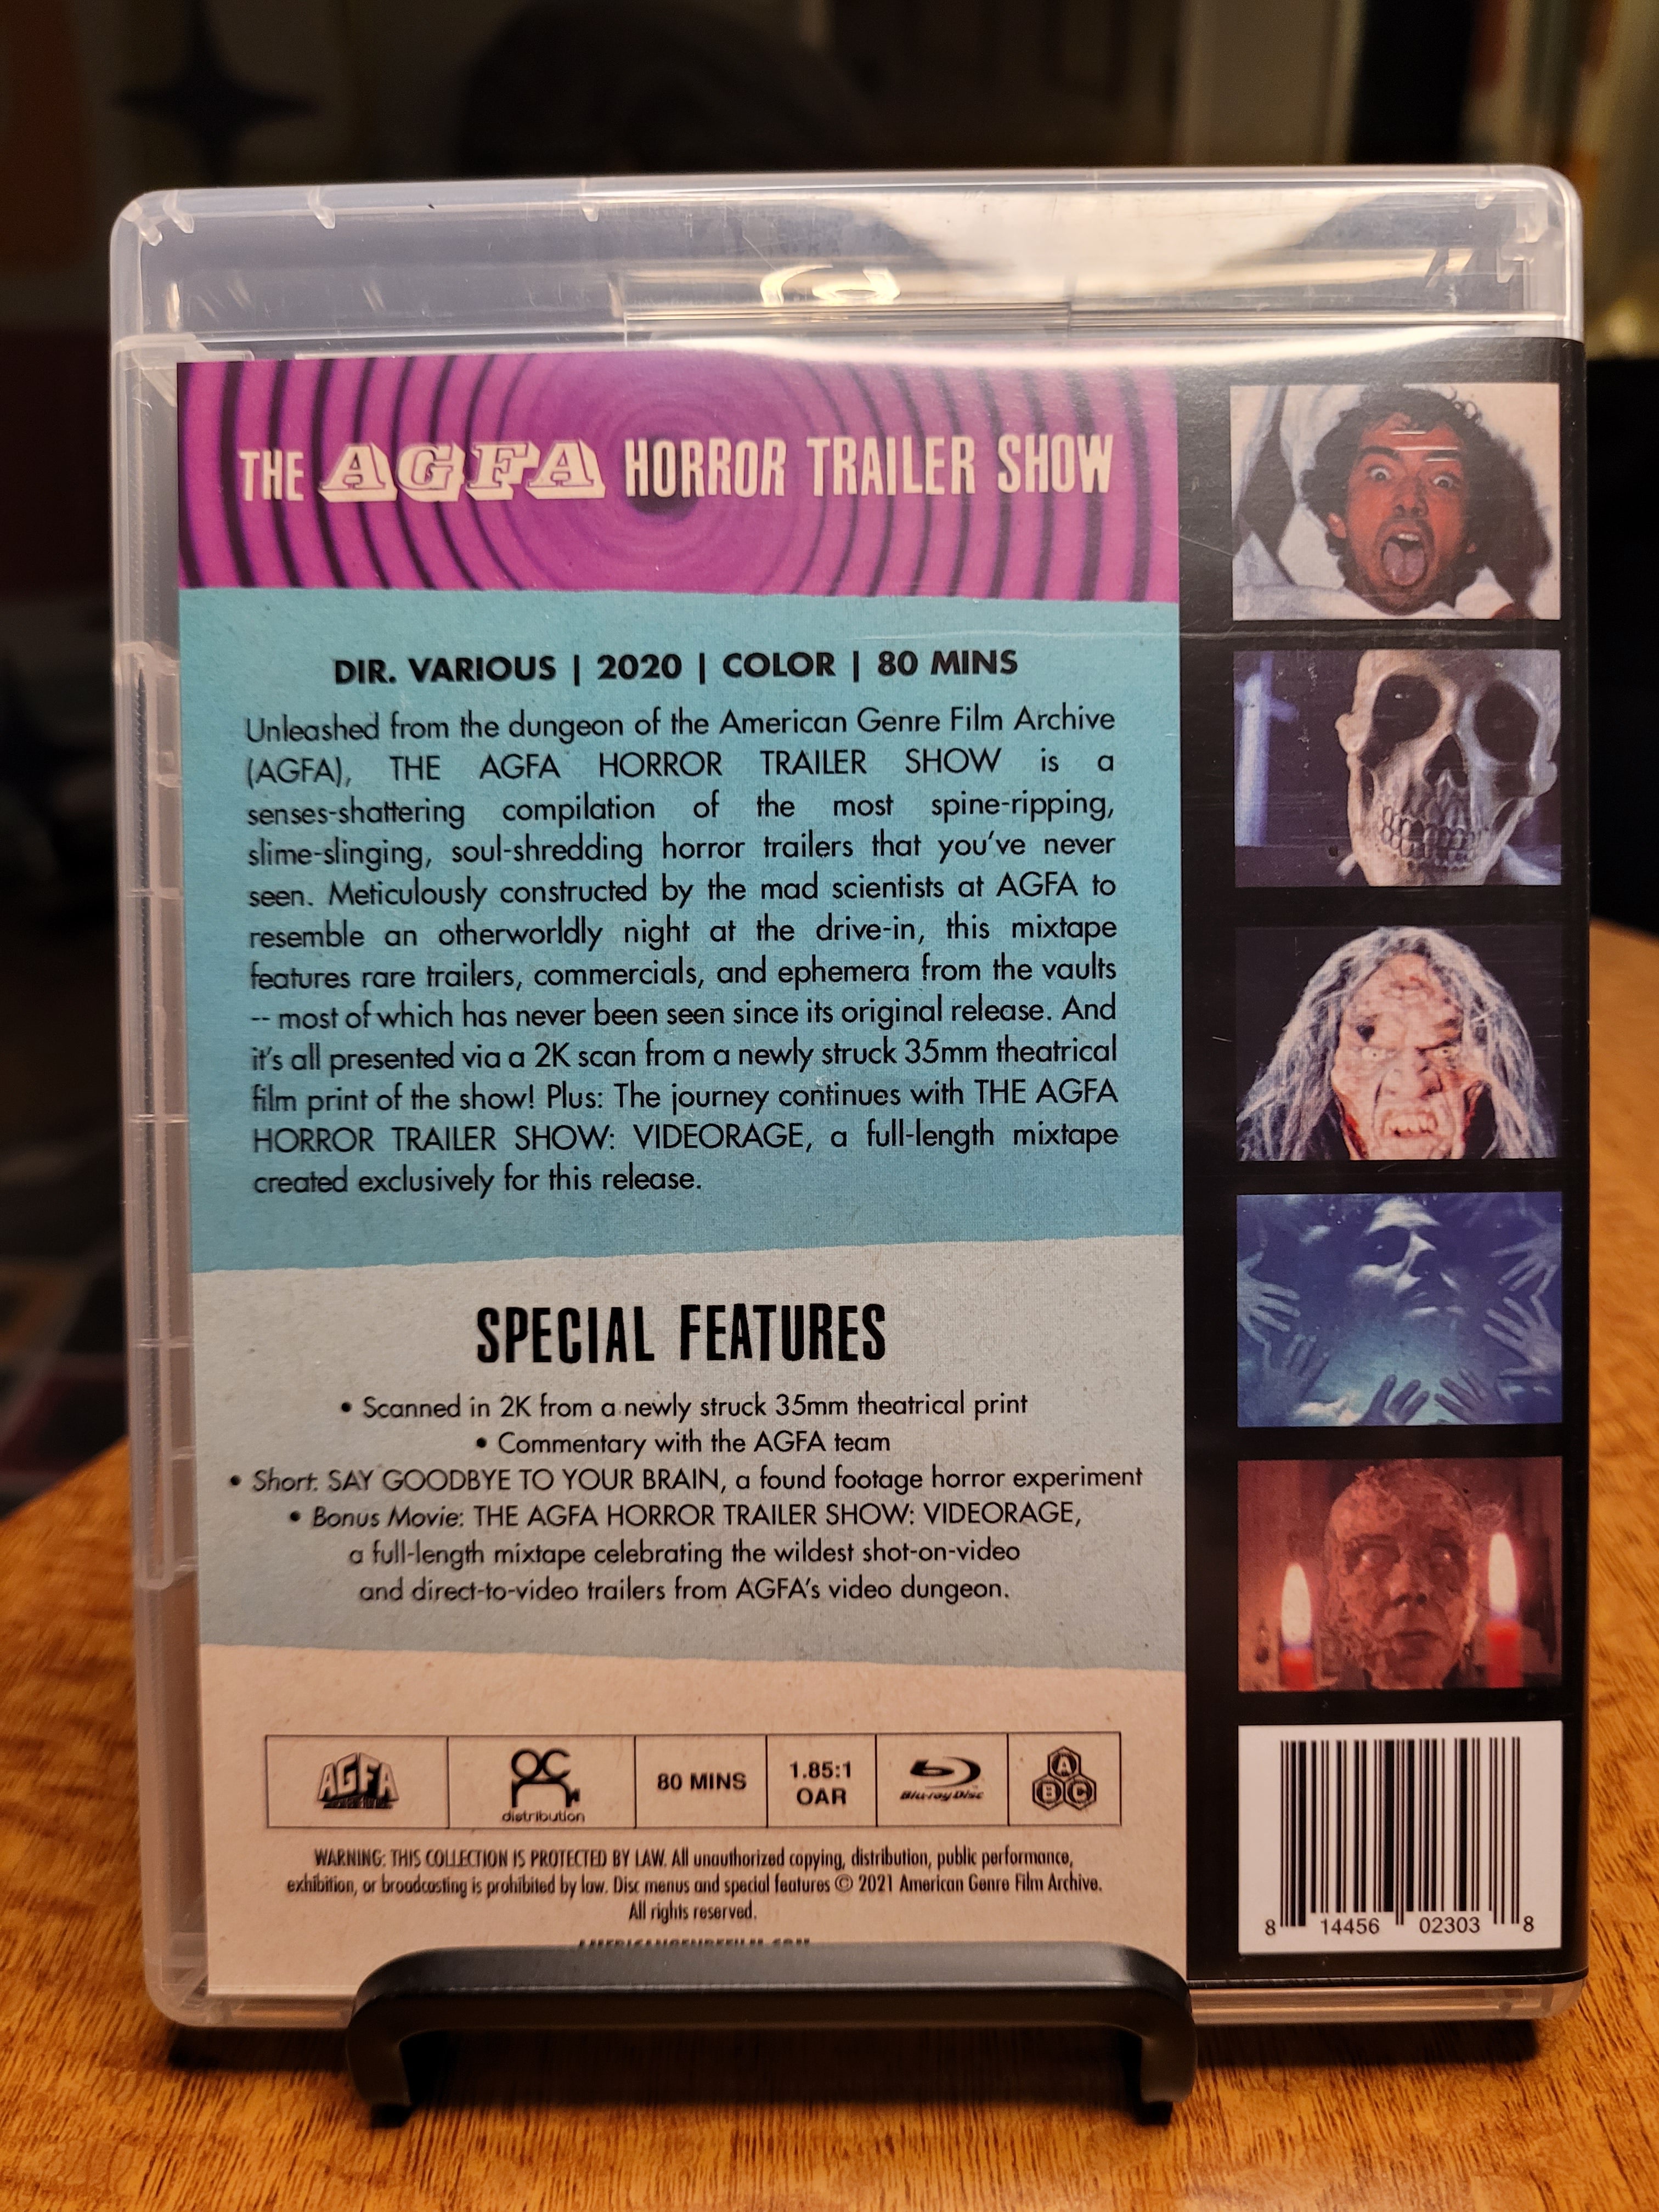 THE AGFA HORROR TRAILER SHOW
DIR. VARIOUS | 2020 | COLOR | 80 MINS
Unleashed from the dungeon of the American Genre Film Archive
(AGFA), THE AGFA HORROR TRAILER SHOW is a
senses-shattering compilation of the most spine-ripping,
slime-slinging, soul-shredding horror trailers that you've never
seen. Meticulously constructed by the mad scientists at AGFA to
resemble an otherworldly night at the drive-in, this mixtape
features rare trailers, commercials, and ephemera from the vaults
-- most of which has never been seen since its original release. And
it's all presented via a 2K scan from a newly struck 35mm theatrical
film print of the show! Plus: The journey continues with THE AGFA
HORROR TRAILER SHOW: VIDEORAGE, a full-length mixtape
created exclusively for this release.
SPECIAL FEATURES
• Scanned in 2K from a newly struck 35mm theatrical print
• Commentary with the AGFA team
• Short: SAY GOODBYE TO YOUR BRAIN, a found footage horror experiment
• Bonus Movie: THE AGFA HORROR TRAILER SHOW: VIDEORAGE,
a full-length mixtape celebrating the wildest shot-on-video
and direct-to-video trailers from AGFA's video dungeon.
AGFA
OC
distribution
80 MINS
1.85:1
OAR
Blu-ray Disc
A
B C
WARNING: THIS COLLECTION IS PROTECTED BY LAW. All unauthorized copying, distribution, public performance,
exhibition, or broadcasting is prohibited by law. Disc menus and special features © 2021 American Genre Film Archive.
All rights reserved.
8 14456 02303 8